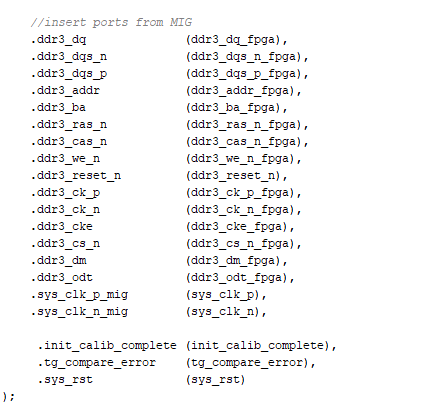 //insert ports from MIG
.ddr3_dq (ddr3_dq_fpga),
.ddr3_dqs_n (ddr3_dqs_n_fpga),
.ddr3_dqs_p (ddr3_dqs_p_fpga),
.ddr3_addr (ddr3_addr_fpga),
.ddr3_ba (ddr3_ba_fpga),
.ddr3_ras_n (ddr3_ras_n_fpga),
.ddr3_cas_n (ddr3_cas_n_fpga),
.ddr3_we_n (ddr3_we_n_fpga),
.ddr3_reset_n (ddr3_reset_n),
.ddr3_ck_p (ddr3_ck_p_fpga),
.ddr3_ck_n (ddr3_ck_n_fpga),
.ddr3_cke (ddr3_cke_fpga),
.ddr3_cs_n (ddr3_cs_n_fpga),
.ddr3_dm (ddr3_dm_fpga),
.ddr3_odt (ddr3_odt_fpga),
.sys_clk_p_mig (sys_clk_p),
.sys_clk_n_mig (sys_clk_n),
.init_calib_complete (init_calib_complete),
.tg_compare_error (tg_compare_error),
.sys_rst (sys_rst)
);